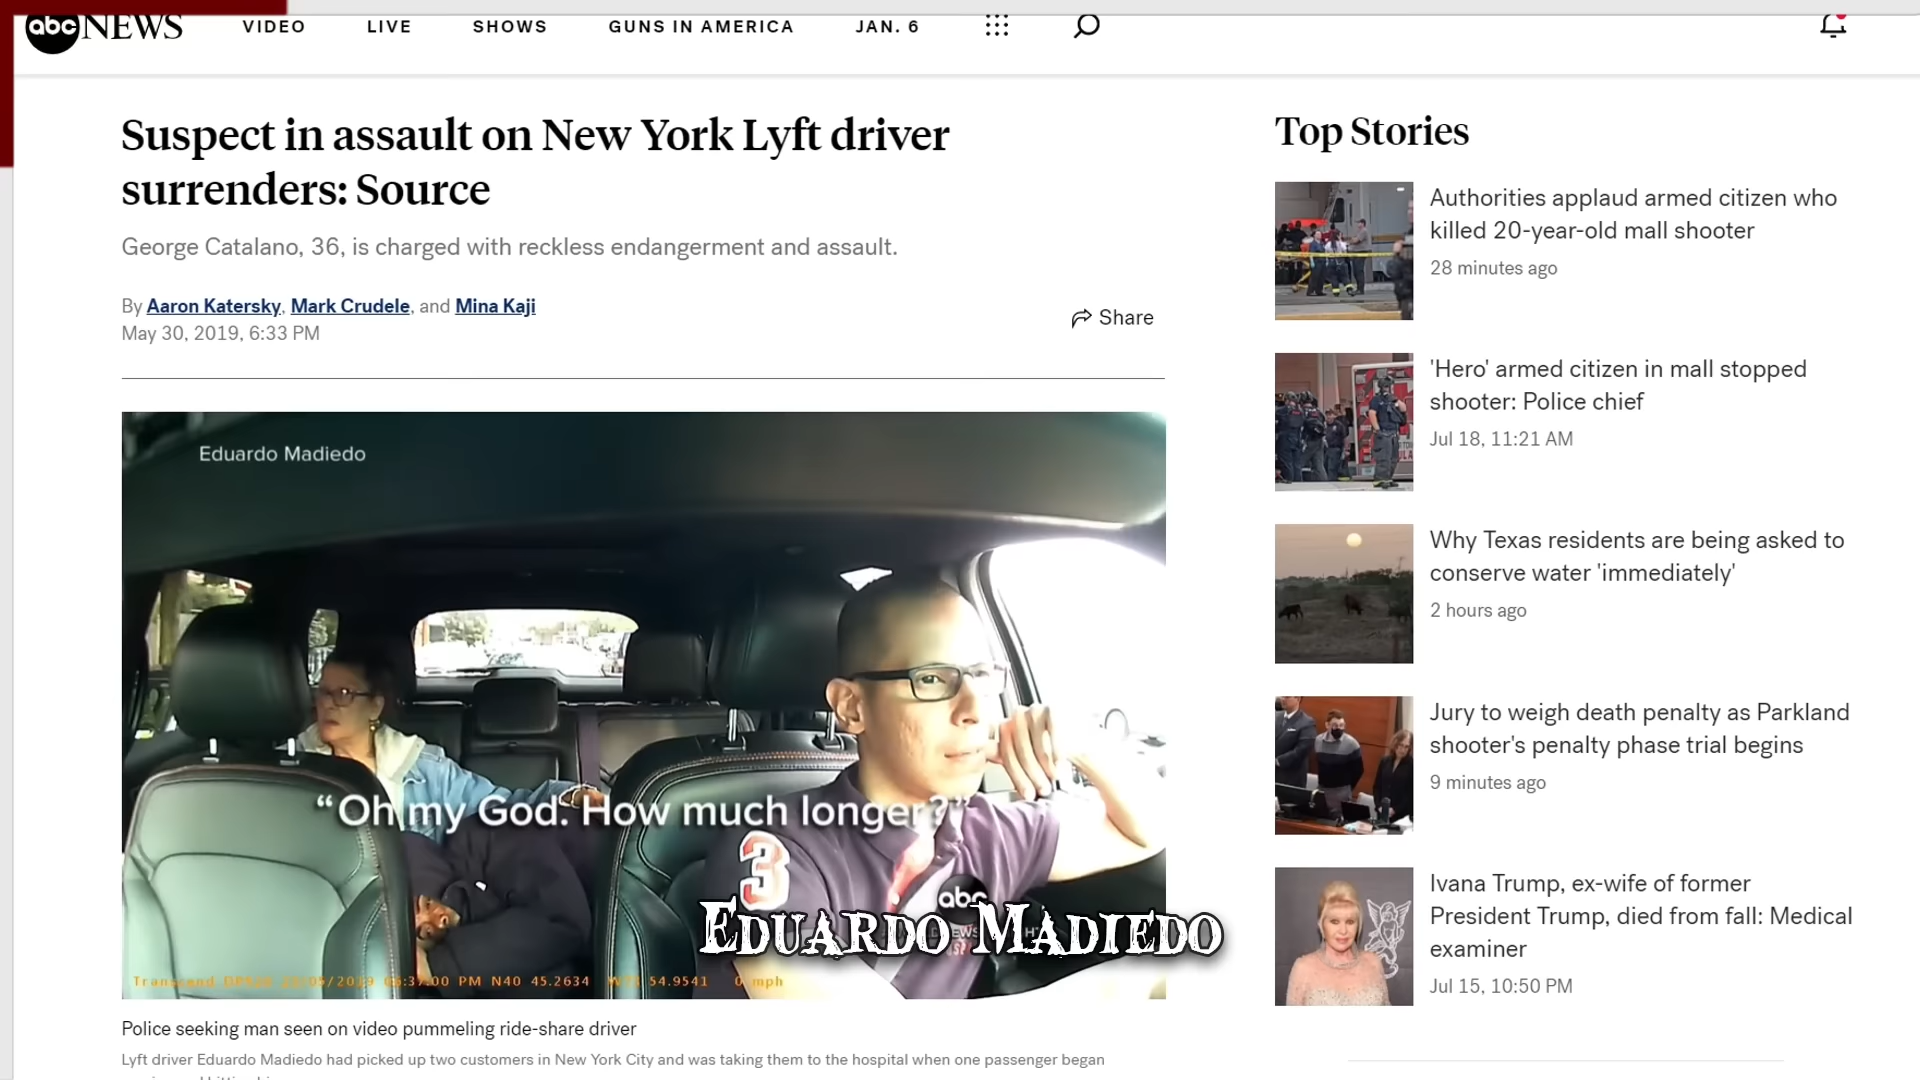 abc NEWS VIDEO LIVE SHOWS GUNS IN AMERICA JAN. 6
Suspect in assault on New York Lyft driver
surrenders: Source
George Catalano, 36, is charged with reckless endangerment and assault.
By Aaron Katersky, Mark Crudele, and Mina Kaji
May 30, 2019, 6:33 PM
Share
Eduardo Madiedo
“Oh my God. How much longer?”
3
abc
EDUARDO MADIEDO
PM N40 45.2634 54.9541 mph
Police seeking man seen on video pummeling ride-share driver
Lyft driver Eduardo Madiedo had picked up two customers in New York City and was taking them to the hospital when one passenger began
Top Stories
Authorities applaud armed citizen who
killed 20-year-old mall shooter
28 minutes ago
'Hero' armed citizen in mall stopped
shooter: Police chief
Jul 18, 11:21 AM
Why Texas residents are being asked to
conserve water 'immediately'
2 hours ago
Jury to weigh death penalty as Parkland
shooter's penalty phase trial begins
9 minutes ago
Ivana Trump, ex-wife of former
President Trump, died from fall: Medical
examiner
Jul 15, 10:50 PM